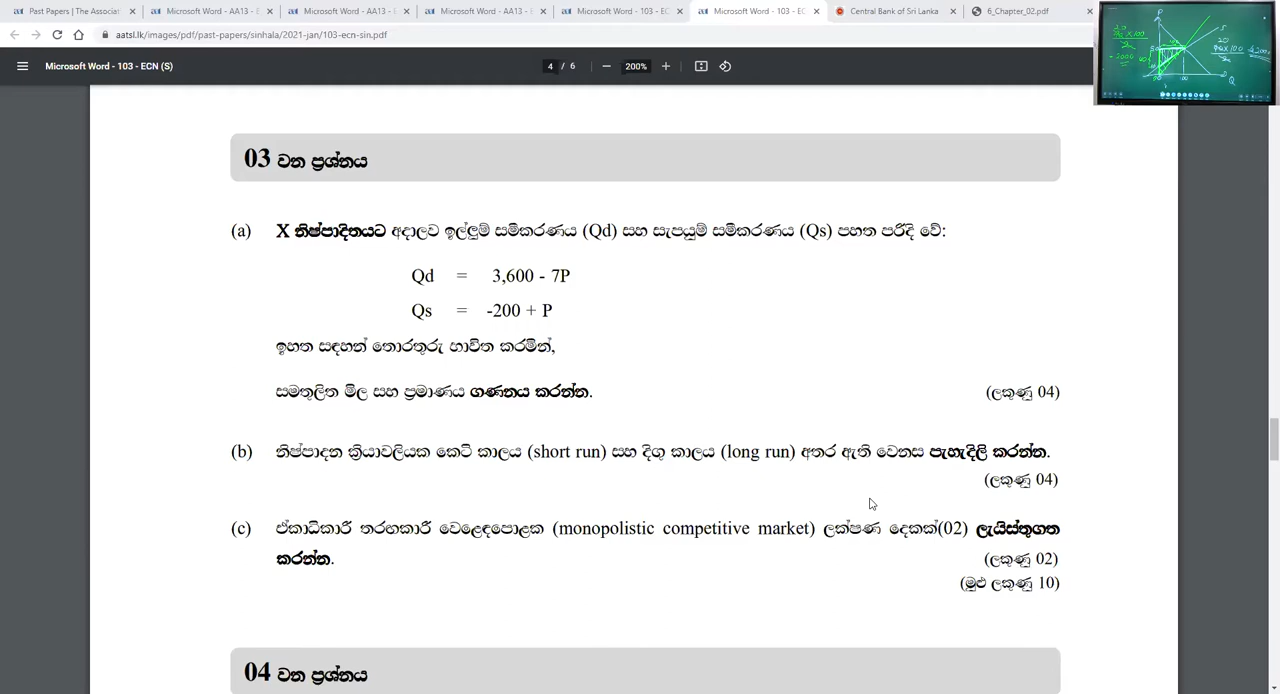 Past Papers | The Associat
Microsoft Word - AA13 - E
Microsoft Word - AA13 - E
Microsoft Word - AA13 - E
Microsoft Word - 103 - EC
Microsoft Word - 103 - EC
Central Bank of Sri Lanka
6_Chapter_02.pdf
aatsl.lk/images/pdf/past-papers/sinhala/2021-jan/103-ecn-sin.pdf
Microsoft Word - 103 - ECN (S)
4 / 6
200%
03 වන ප්‍රශ්නය
(a) X නිෂ්පාදිතයට අදාලව ඉල්ලුම් සමීකරණය (Qd) සහ සැපයුම් සමීකරණය (Qs) පහත පරිදි වේ:
Qd = 3,600 - 7P
Qs = -200 + P
ඉහත සඳහන් තොරතුරු භාවිත කරමින්,
සමතුලිත මිල සහ ප්‍රමාණය ගණනය කරන්න. (ලකුණු 04)
(b) නිෂ්පාදන ක්‍රියාවලියක කෙටි කාලය (short run) සහ දිගු කාලය (long run) අතර ඇති වෙනස පැහැදිලි කරන්න.
(ලකුණු 04)
(c) ඒකාධිකාරී තරඟකාරී වෙළෙඳපොළක (monopolistic competitive market) ලක්ෂණ දෙකක්(02) ලැයිස්තුගත
කරන්න. (ලකුණු 02)
(මුළු ලකුණු 10)
04 වන ප්‍රශ්නය